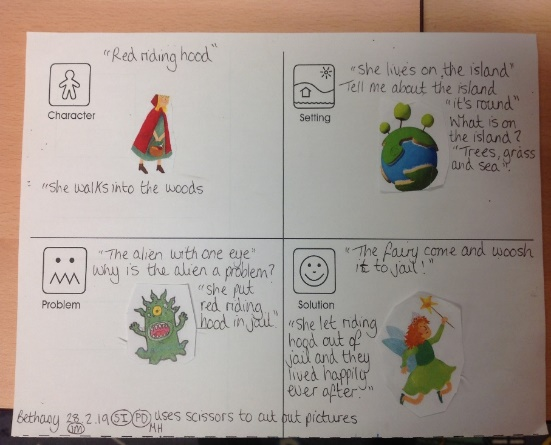 "Red riding hood"
Character
"she walks into the woods
"she lives on the island"
Tell me about the island
"it's round"
What is on
the island?
"Trees, grass
and sea".
Setting
"The alien with one eye"
why is the alien a problem?
"she put
red riding
hood in jail."
Problem
"The fairy come and woosh
it to jail!"
Solution
"She let riding
hood out of
jail and they
lived happily
ever after."
Bethany 28.2.19 SI PD uses scissors to cut out pictures
MH